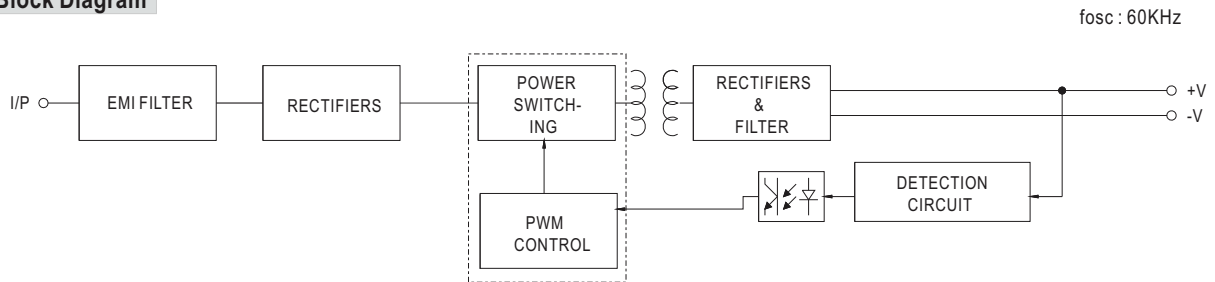 Block Diagram
fosc : 60KHz
I/P
EMI FILTER
RECTIFIERS
POWER
SWITCH-
ING
RECTIFIERS
&
FILTER
+V
-V
PWM
CONTROL
DETECTION
CIRCUIT